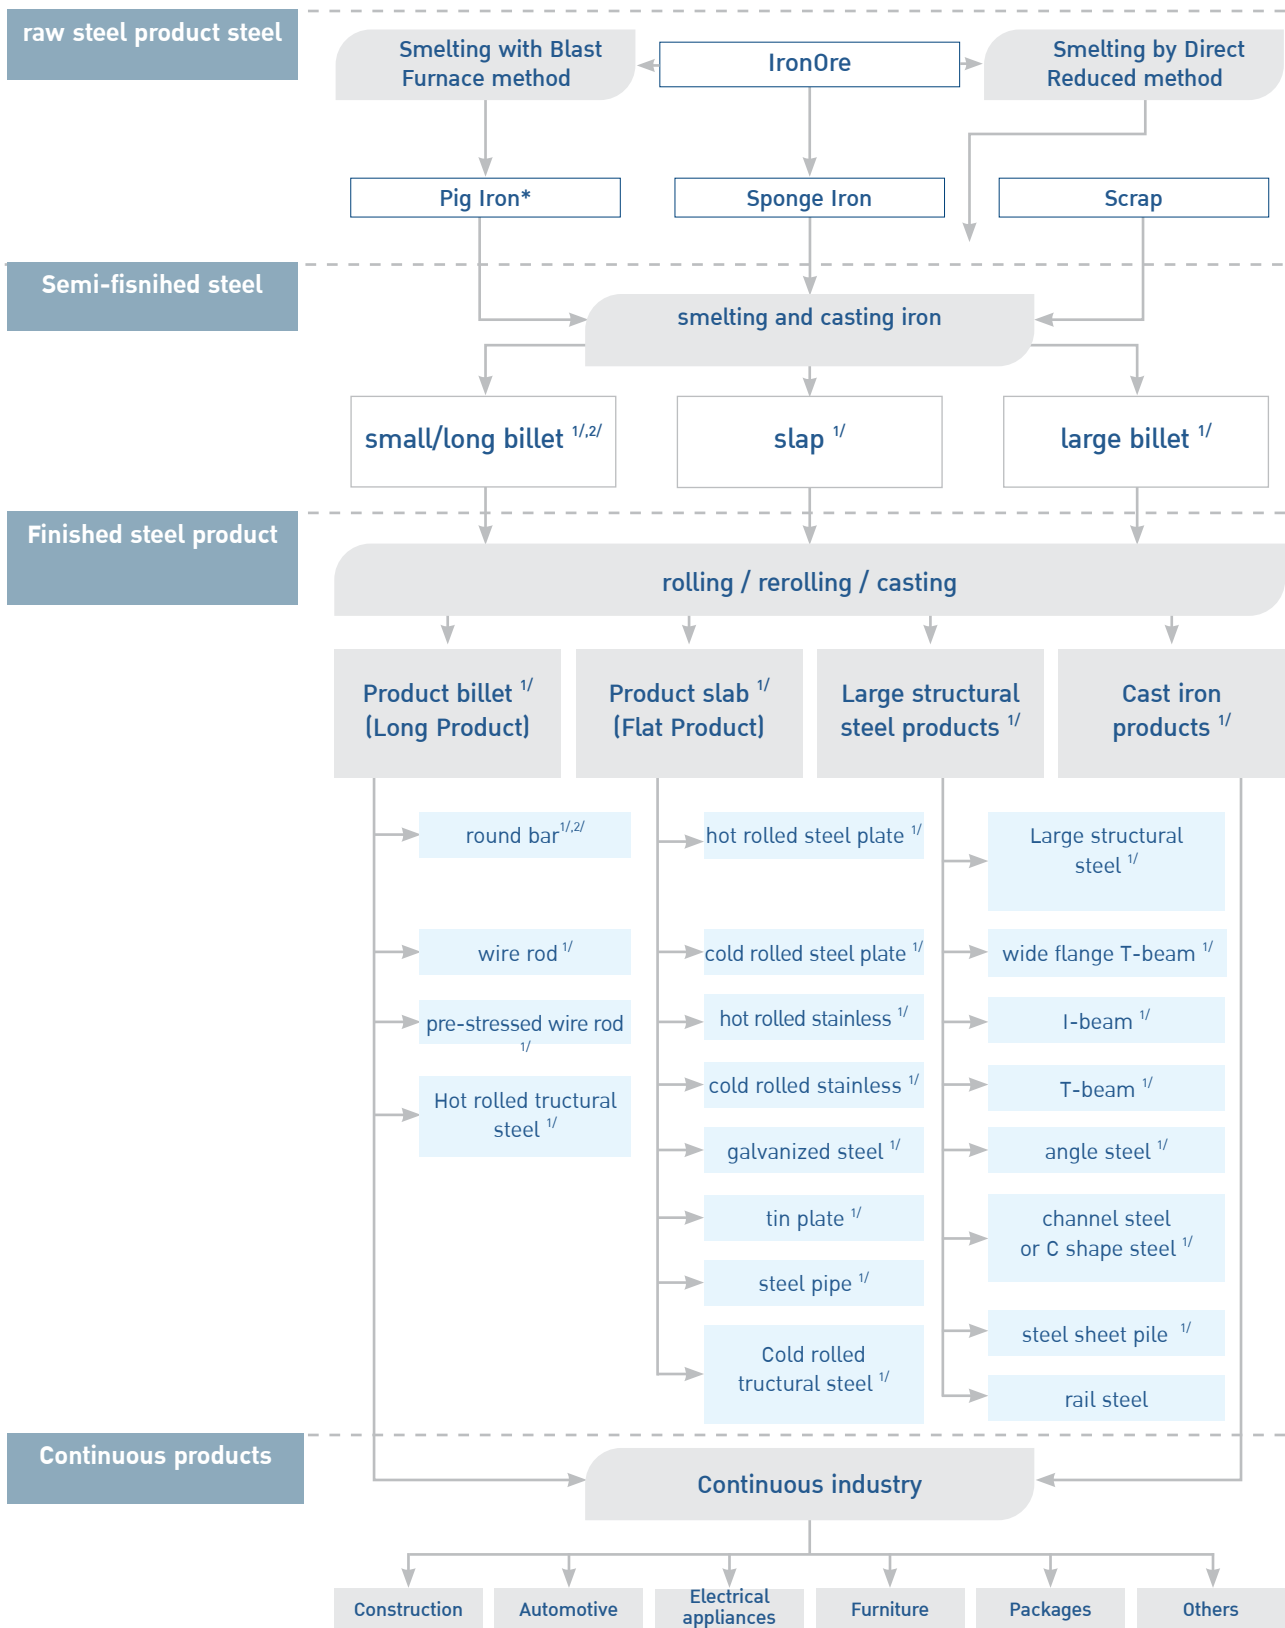 raw steel product steel
Smelting with Blast
Furnace method
IronOre
Smelting by Direct
Reduced method
Pig Iron*
Sponge Iron
Scrap
Semi-fisnihed steel
smelting and casting iron
small/long billet 1/,2/
slap 1/
large billet 1/
Finished steel product
rolling / rerolling / casting
Product billet 1/
(Long Product)
Product slab 1/
(Flat Product)
Large structural
steel products 1/
Cast iron
products 1/
round bar1/,2/
wire rod 1/
pre-stressed wire rod
1/
Hot rolled tructural
steel 1/
hot rolled steel plate 1/
cold rolled steel plate 1/
hot rolled stainless 1/
cold rolled stainless 1/
galvanized steel 1/
tin plate 1/
steel pipe 1/
Cold rolled
tructural steel 1/
Large structural
steel 1/
wide flange T-beam 1/
I-beam 1/
T-beam 1/
angle steel 1/
channel steel
or C shape steel 1/
steel sheet pile 1/
rail steel
Continuous products
Continuous industry
Construction
Automotive
Electrical
appliances
Furniture
Packages
Others